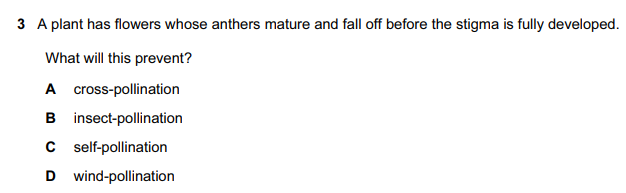 3 A plant has flowers whose anthers mature and fall off before the stigma is fully developed.
What will this prevent?
A cross-pollination
B insect-pollination
C self-pollination
D wind-pollination